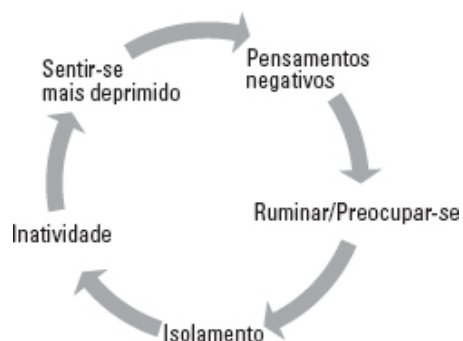 Sentir-se
mais deprimido
Pensamentos
negativos
Ruminar/Preocupar-se
Isolamento
Inatividade